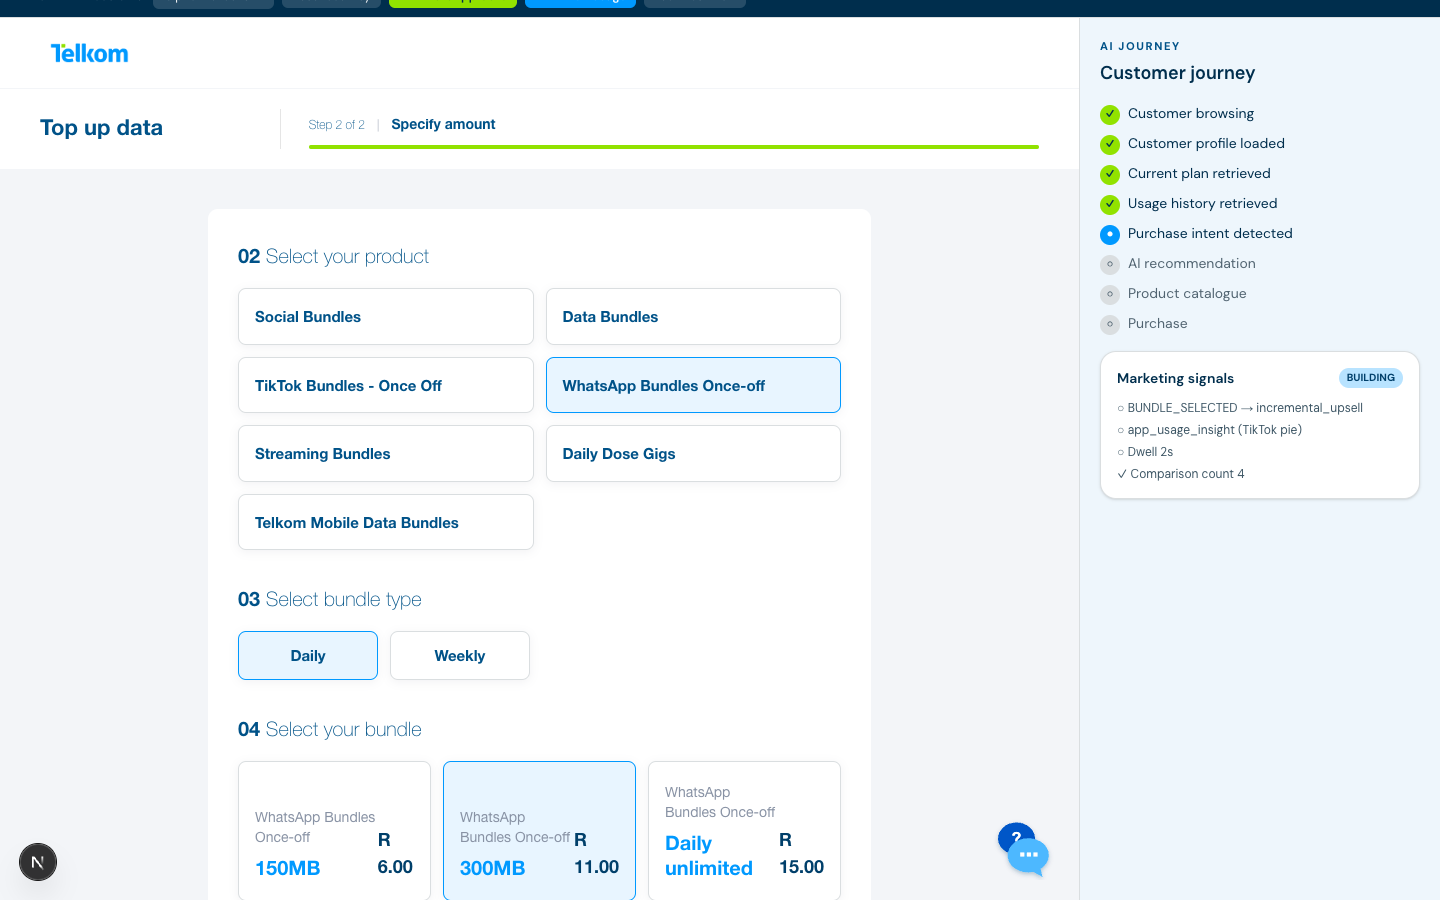 Telkom
Top up data
Step 2 of 2 | Specify amount
02 Select your product
Social Bundles
Data Bundles
TikTok Bundles - Once Off
WhatsApp Bundles Once-off
Streaming Bundles
Daily Dose Gigs
Telkom Mobile Data Bundles
03 Select bundle type
Daily
Weekly
04 Select your bundle
WhatsApp Bundles
Once-off
150MB
R
6.00
WhatsApp
Bundles Once-off
300MB
R
11.00
WhatsApp
Bundles Once-off
Daily
unlimited
R
15.00
N
?
AI JOURNEY
Customer journey
Customer browsing
Customer profile loaded
Current plan retrieved
Usage history retrieved
Purchase intent detected
AI recommendation
Product catalogue
Purchase
Marketing signals
BUILDING
○ BUNDLE_SELECTED → incremental_upsell
○ app_usage_insight (TikTok pie)
○ Dwell 2s
✓ Comparison count 4